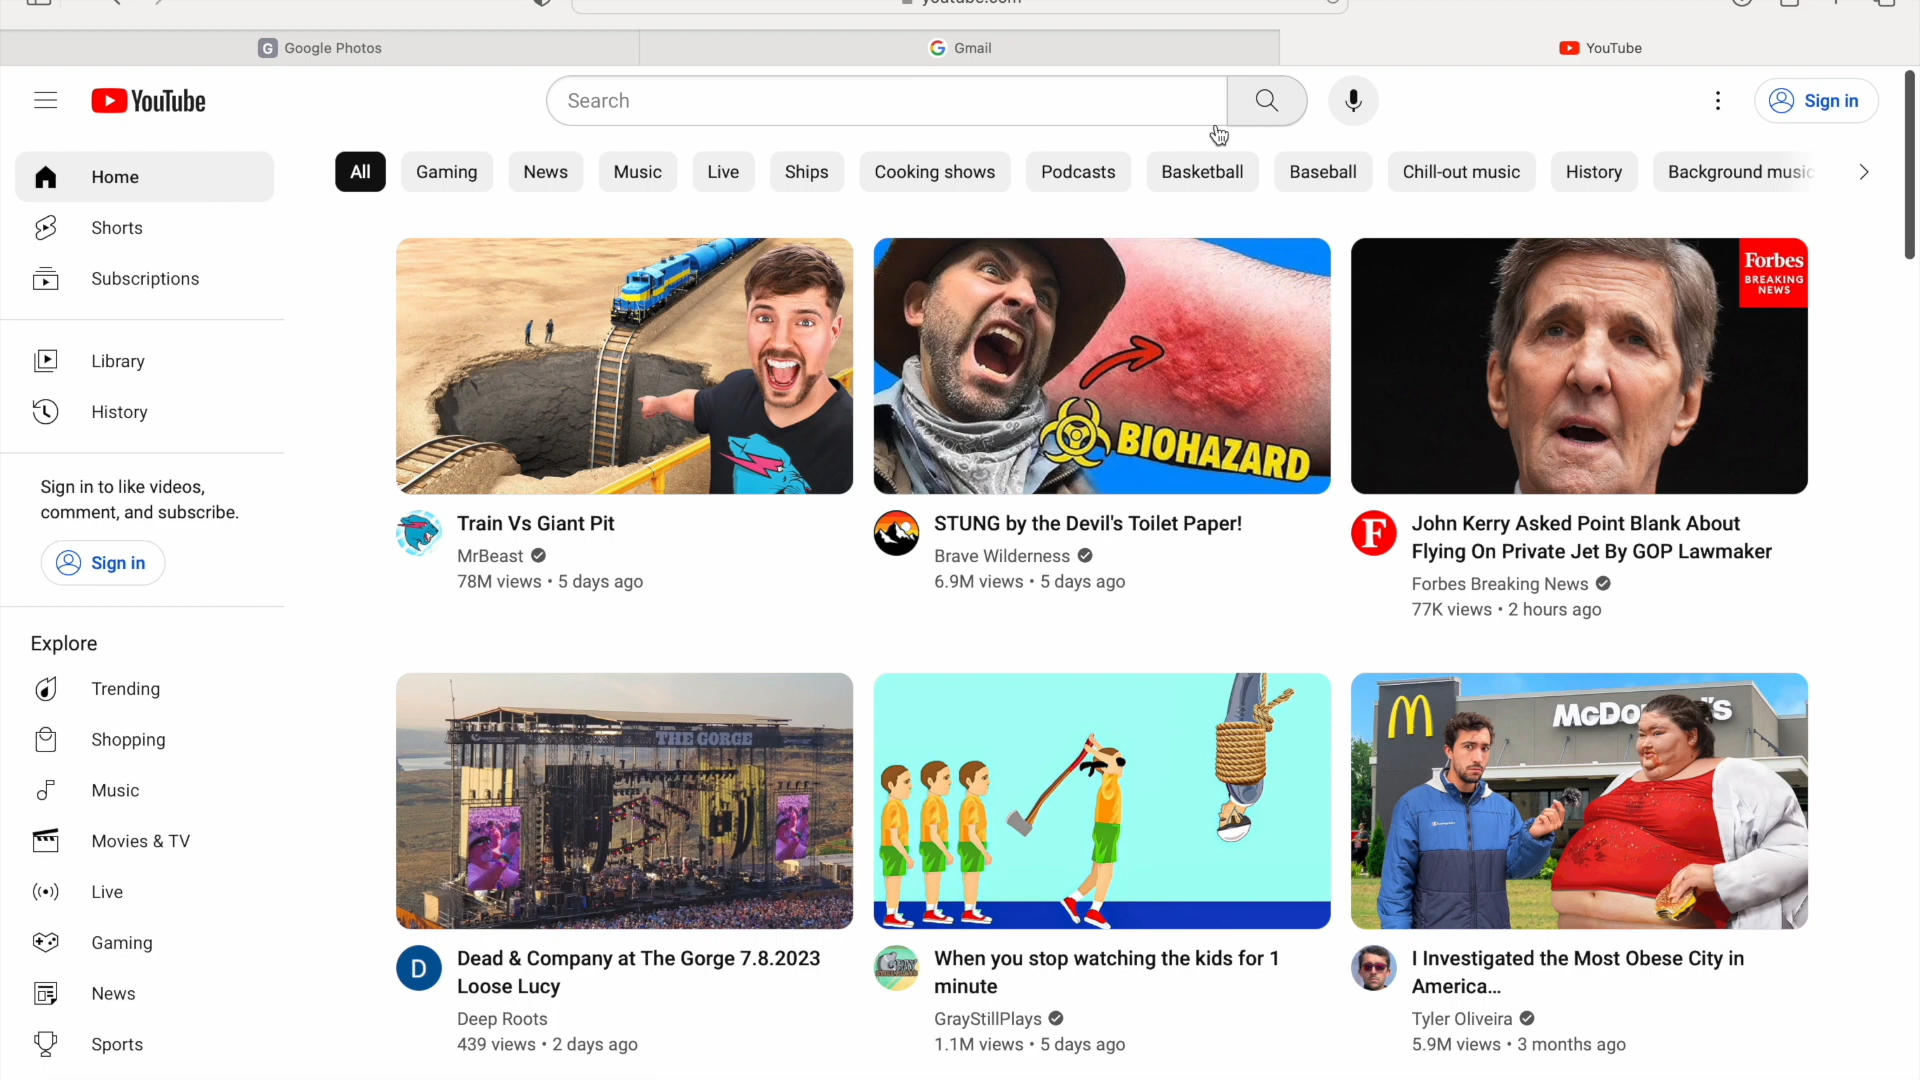 Google Photos
Gmail
YouTube
YouTube
Search
Sign in
Home
Shorts
Subscriptions
Library
History
Sign in to like videos,
comment, and subscribe.
Sign in
Explore
Trending
Shopping
Music
Movies & TV
Live
Gaming
News
Sports
All
Gaming
News
Music
Live
Ships
Cooking shows
Podcasts
Basketball
Baseball
Chill-out music
History
Background music
BIOHAZARD
Forbes
BREAKING
NEWS
Train Vs Giant Pit
MrBeast
78M views • 5 days ago
STUNG by the Devil's Toilet Paper!
Brave Wilderness
6.9M views • 5 days ago
F
John Kerry Asked Point Blank About
Flying On Private Jet By GOP Lawmaker
Forbes Breaking News
77K views • 2 hours ago
THE GORGE
D
Dead & Company at The Gorge 7.8.2023
Loose Lucy
Deep Roots
439 views • 2 days ago
When you stop watching the kids for 1
minute
GrayStillPlays
1.1M views • 5 days ago
I Investigated the Most Obese City in
America...
Tyler Oliveira
5.9M views • 3 months ago